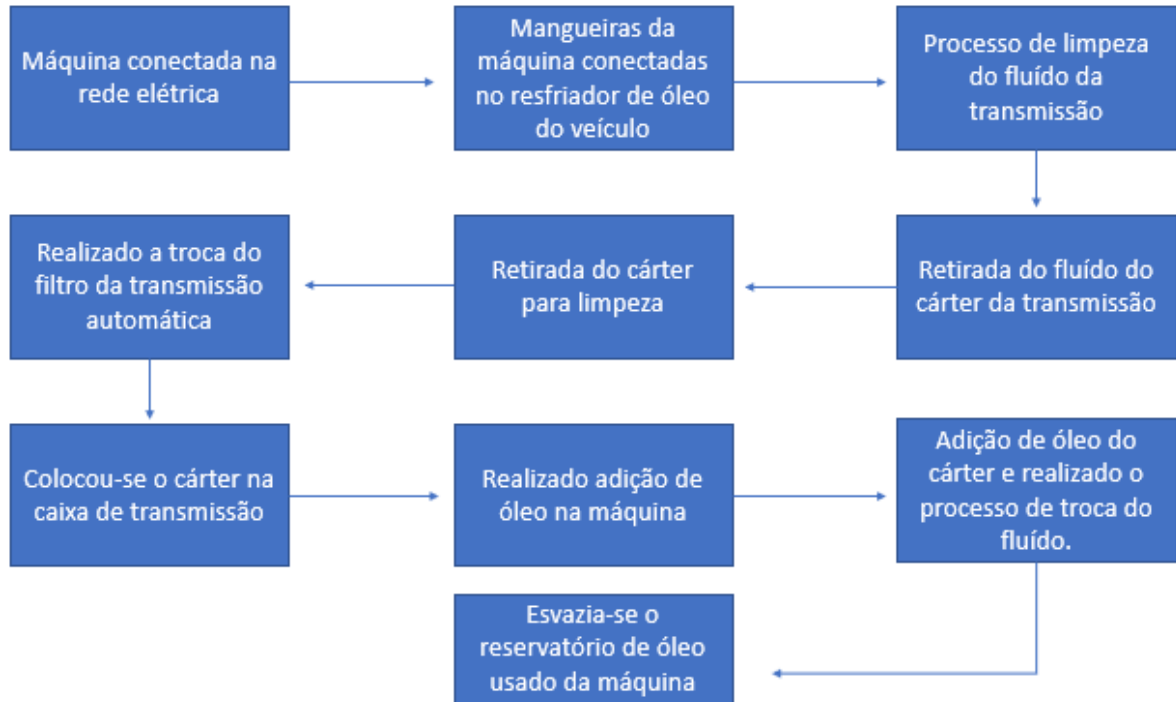 Máquina conectada na
rede elétrica
Mangueiras da
máquina conectadas
no resfriador de óleo
do veículo
Processo de limpeza
do fluído da
transmissão
Retirada do fluído do
cárter da transmissão
Retirada do cárter
para limpeza
Realizado a troca do
filtro da transmissão
automática
Colocou-se o cárter na
caixa de transmissão
Realizado adição de
óleo na máquina
Adição de óleo do
cárter e realizado o
processo de troca do
fluído.
Esvazia-se o
reservatório de óleo
usado da máquina